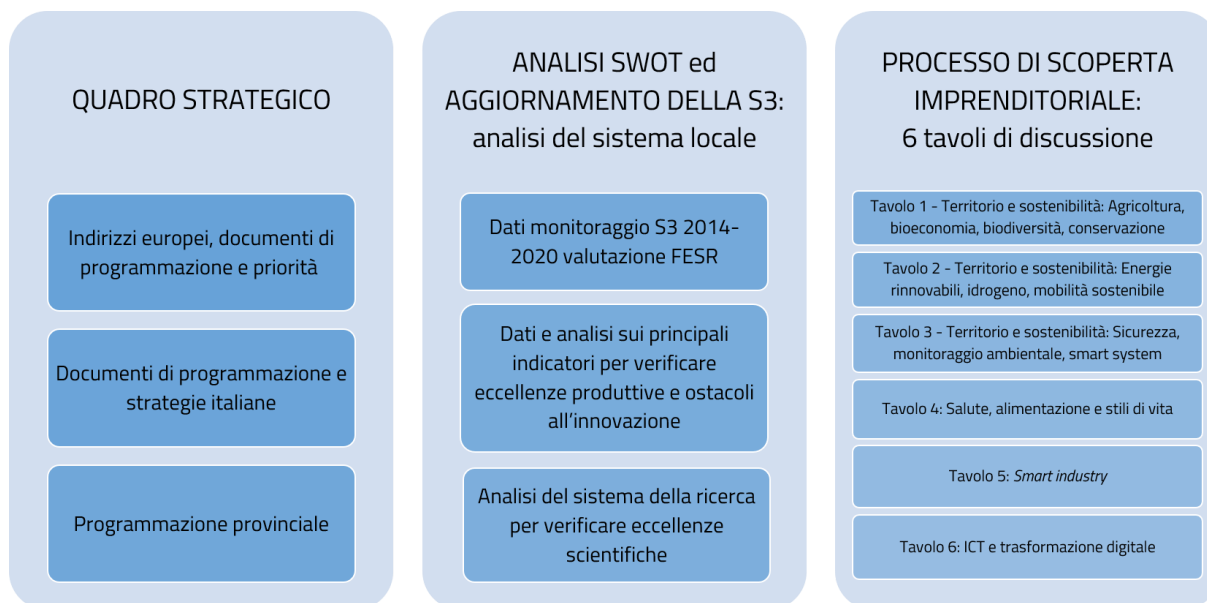 QUADRO STRATEGICO
Indirizzi europei, documenti di
programmazione e priorità
Documenti di programmazione e
strategie italiane
Programmazione provinciale
ANALISI SWOT ed
AGGIORNAMENTO DELLA S3:
analisi del sistema locale
Dati monitoraggio S3 2014-
2020 valutazione FESR
Dati e analisi sui principali
indicatori per verificare
eccellenze produttive e ostacoli
all’innovazione
Analisi del sistema della ricerca
per verificare eccellenze
scientifiche
PROCESSO DI SCOPERTA
IMPRENDITORIALE:
6 tavoli di discussione
Tavolo 1 - Territorio e sostenibilità: Agricoltura,
bioeconomia, biodiversità, conservazione
Tavolo 2 - Territorio e sostenibilità: Energie
rinnovabili, idrogeno, mobilità sostenibile
Tavolo 3 - Territorio e sostenibilità: Sicurezza,
monitoraggio ambientale, smart system
Tavolo 4: Salute, alimentazione e stili di vita
Tavolo 5: Smart industry
Tavolo 6: ICT e trasformazione digitale